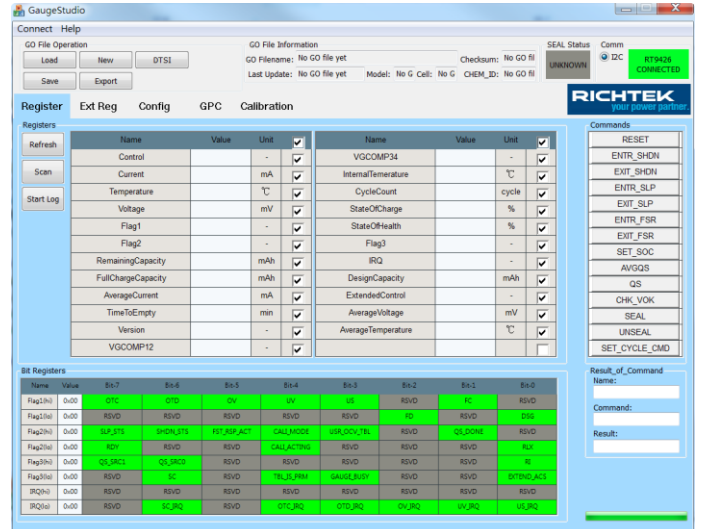 GaugeStudio
Connect Help
GO File Operation
Load New DTSI
Save Export
GO File Information
GO Filename: No GO file yet Checksum: No GO fil
Last Update: No GO file yet Model: No G Cell: No G CHEM_ID: No GO fil
SEAL Status
UNKNOWN
Comm
I2C
RT9426
CONNECTED
RICHTEK
your power partner.
Register Ext Reg Config GPC Calibration
Registers
Refresh
Scan
Start Log
Name Value Unit Name Value Unit
Control - VGCOMP34 -
Current mA InternalTemerature ℃
Temperature ℃ CycleCount cycle
Voltage mV StateOfCharge %
Flag1 - StateOfHealth %
Flag2 - Flag3 -
RemainingCapacity mAh IRQ -
FullChargeCapacity mAh DesignCapacity mAh
AverageCurrent mA ExtendedControl -
TimeToEmpty min AverageVoltage mV
Version - AverageTemperature ℃
VGCOMP12 -
Commands
RESET
ENTR_SHDN
EXIT_SHDN
ENTR_SLP
EXIT_SLP
ENTR_FSR
EXIT_FSR
SET_SOC
AVGQS
QS
CHK_VOK
SEAL
UNSEAL
SET_CYCLE_CMD
Bit Registers
Name Value Bit-7 Bit-6 Bit-5 Bit-4 Bit-3 Bit-2 Bit-1 Bit-0
Flag1(hi) 0x00 OTC OTD OV UV US RSVD FC RSVD
Flag1(lo) 0x00 RSVD RSVD RSVD RSVD RSVD FD RSVD DSG
Flag2(hi) 0x00 SLP_STS SHDN_STS FST_RSP_ACT CALI_MODE USR_OCV_TBL RSVD QS_DONE RSVD
Flag2(lo) 0x00 RDY RSVD RSVD CALI_ACTING RSVD RSVD RSVD RLX
Flag3(hi) 0x00 QS_SRC1 QS_SRC0 RSVD RSVD RSVD RSVD RSVD RI
Flag3(lo) 0x00 RSVD SC RSVD TBL_IS_FRM GAUGE_BUSY RSVD RSVD EXTEND_ACS
IRQ(hi) 0x00 RSVD RSVD RSVD RSVD RSVD RSVD RSVD RSVD
IRQ(lo) 0x00 RSVD SC_IRQ RSVD OTC_IRQ OTD_IRQ OV_IRQ UV_IRQ US_IRQ
Result_of_Command
Name:
Command:
Result: